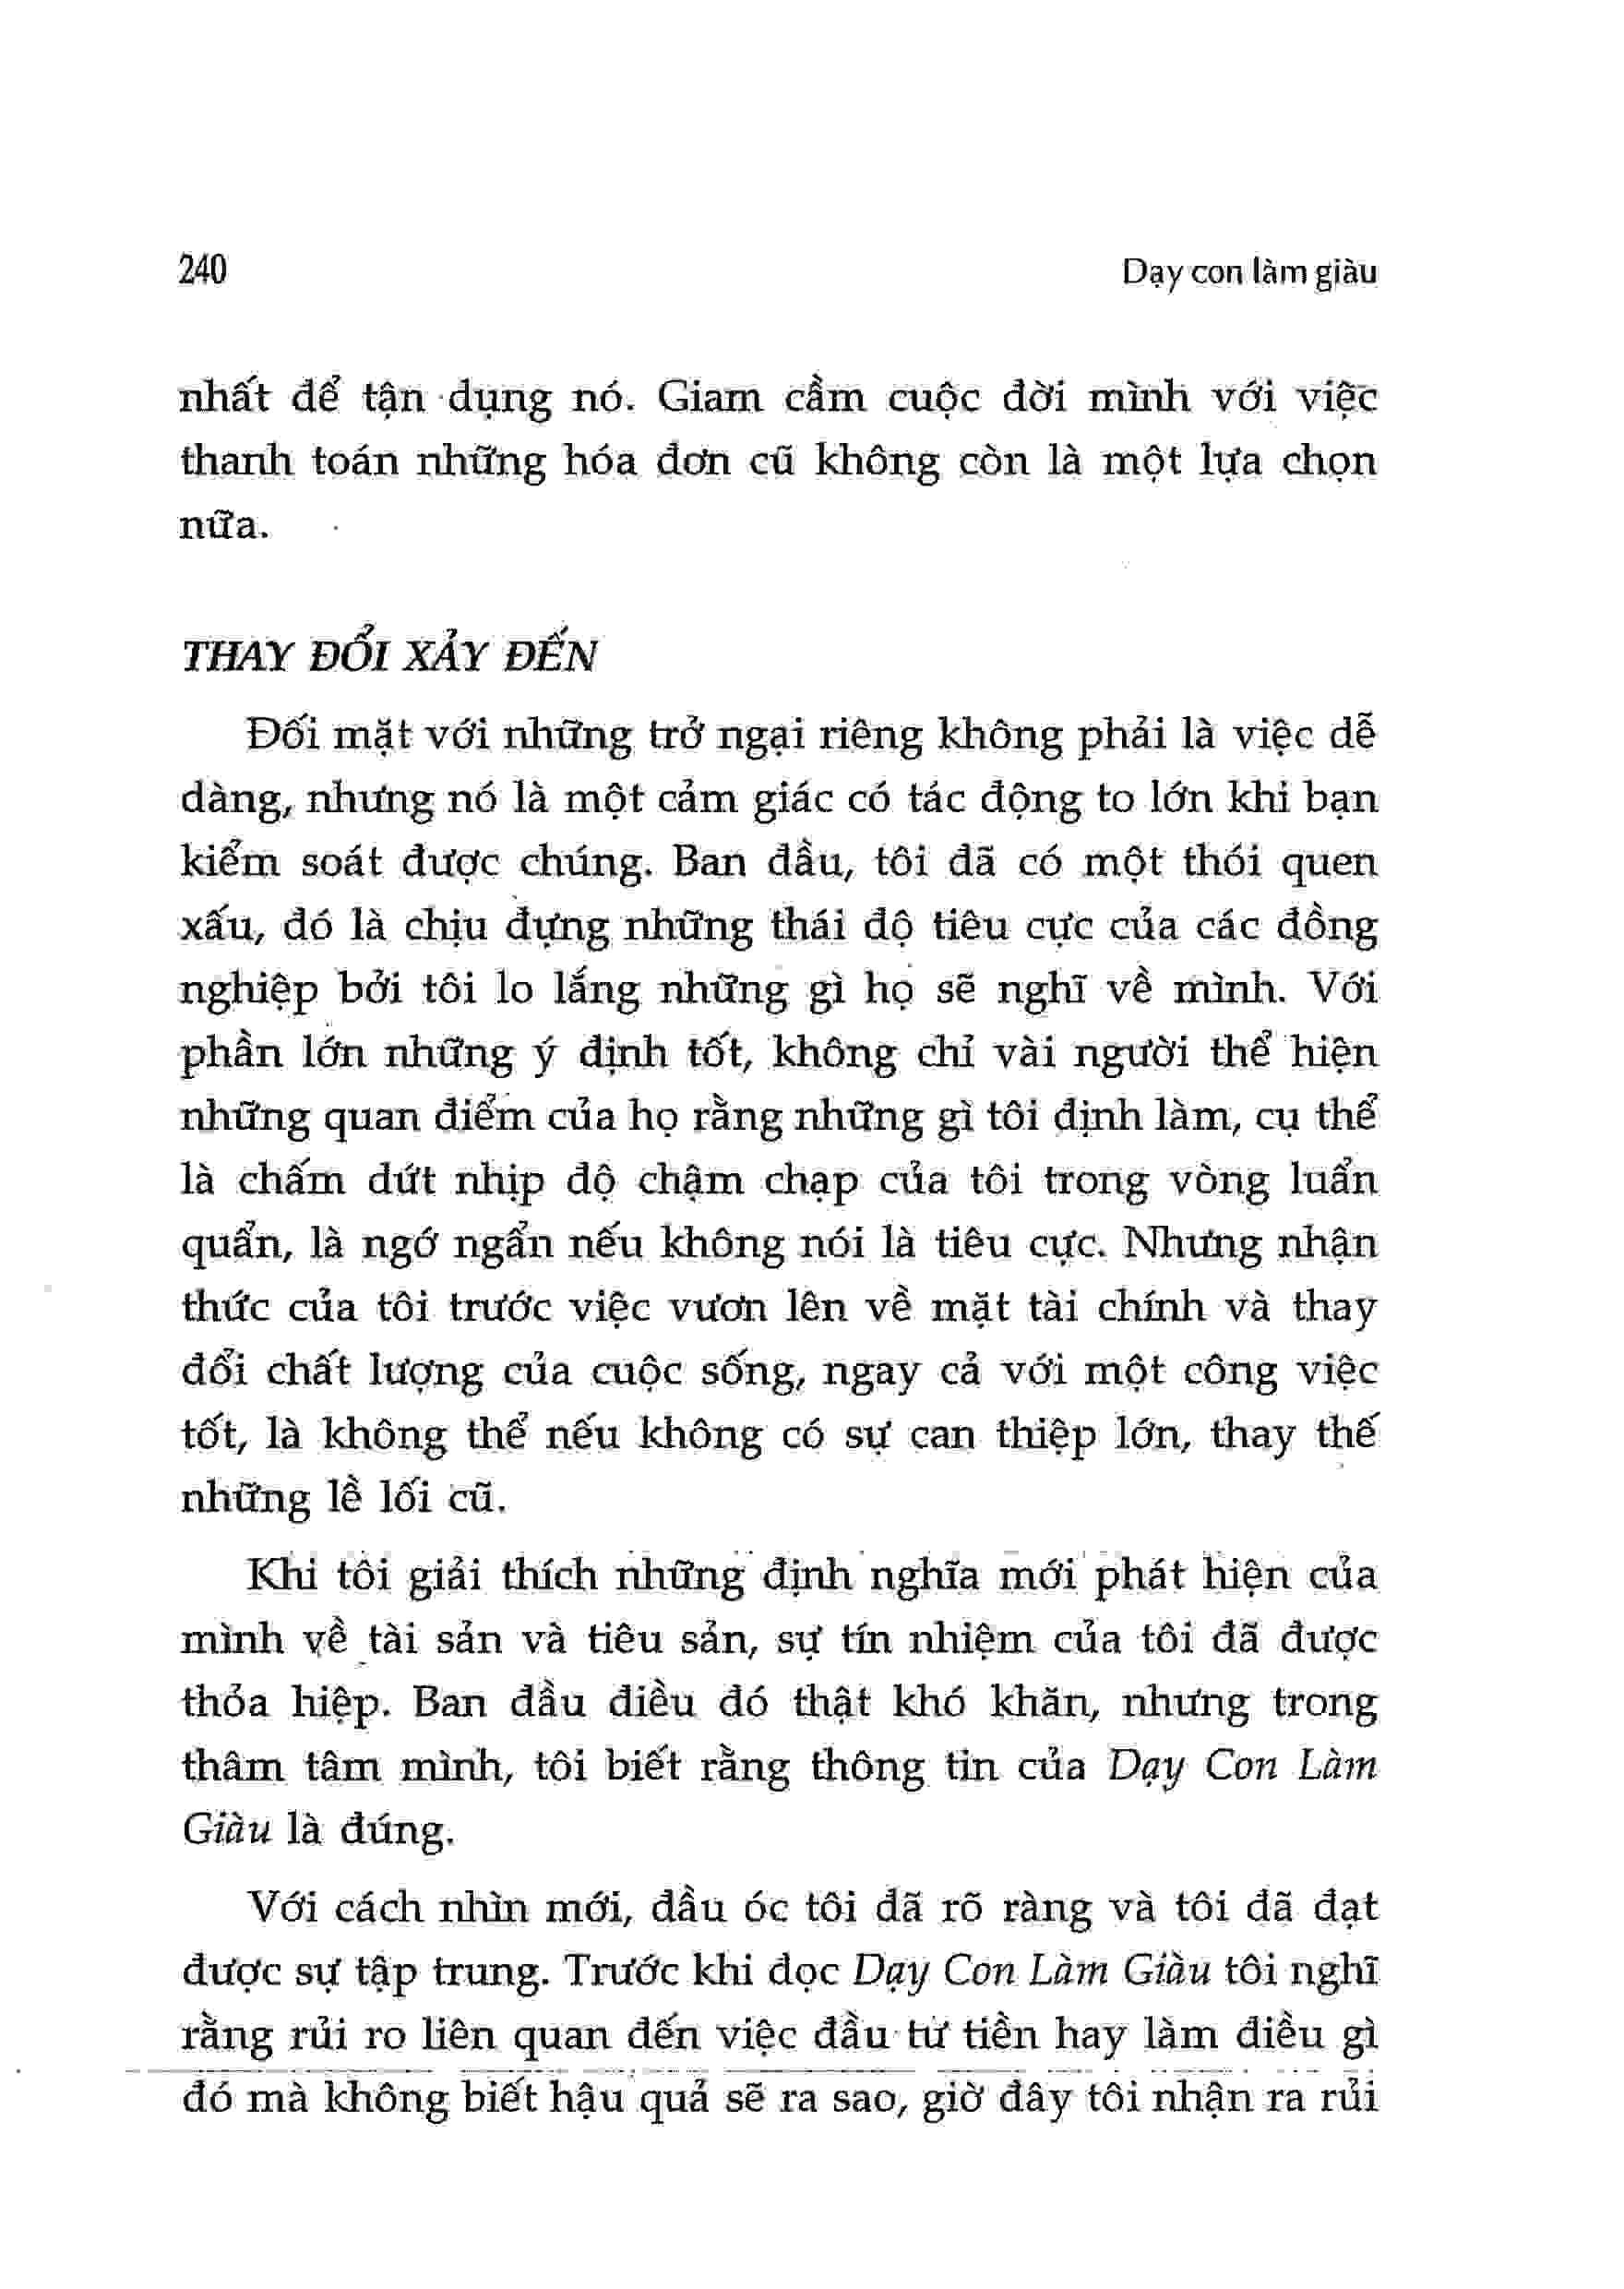 240
Dạy con làm giàu
nhất để tận dụng nó. Giam cầm cuộc đời mình với việc
thanh toán những hóa đơn cũ không còn là một lựa chọn
nữa.
THAY ĐỔI XẢY ĐẾN
Đối mặt với những trở ngại riêng không phải là việc dễ
dàng, nhưng nó là một cảm giác có tác động to lớn khi bạn
kiểm soát được chúng. Ban đầu, tôi đã có một thói quen
xấu, đó là chịu đựng những thái độ tiêu cực của các đồng
nghiệp bởi tôi lo lắng những gì họ sẽ nghĩ về mình. Với
phần lớn những ý định tốt, không chỉ vài người thể hiện
những quan điểm của họ rằng những gì tôi định làm, cụ thể
là chấm dứt nhịp độ chậm chạp của tôi trong vòng luẩn
quẩn, là ngớ ngẩn nếu không nói là tiêu cực. Nhưng nhận
thức của tôi trước việc vươn lên về mặt tài chính và thay
đổi chất lượng của cuộc sống, ngay cả với một công việc
tốt, là không thể nếu không có sự can thiệp lớn, thay thế
những lề lối cũ.
Khi tôi giải thích những định nghĩa mới phát hiện của
mình về tài sản và tiêu sản, sự tín nhiệm của tôi đã được
thỏa hiệp. Ban đầu điều đó thật khó khăn, nhưng trong
thâm tâm mình, tôi biết rằng thông tin của Dạy Con Làm
Giàu là đúng.
Với cách nhìn mới, đầu óc tôi đã rõ ràng và tôi đã đạt
được sự tập trung. Trước khi đọc Dạy Con Làm Giàu tôi nghĩ
rằng rủi ro liên quan đến việc đầu tư tiền hay làm điều gì
đó mà không biết hậu quả sẽ ra sao, giờ đây tôi nhận ra rủi